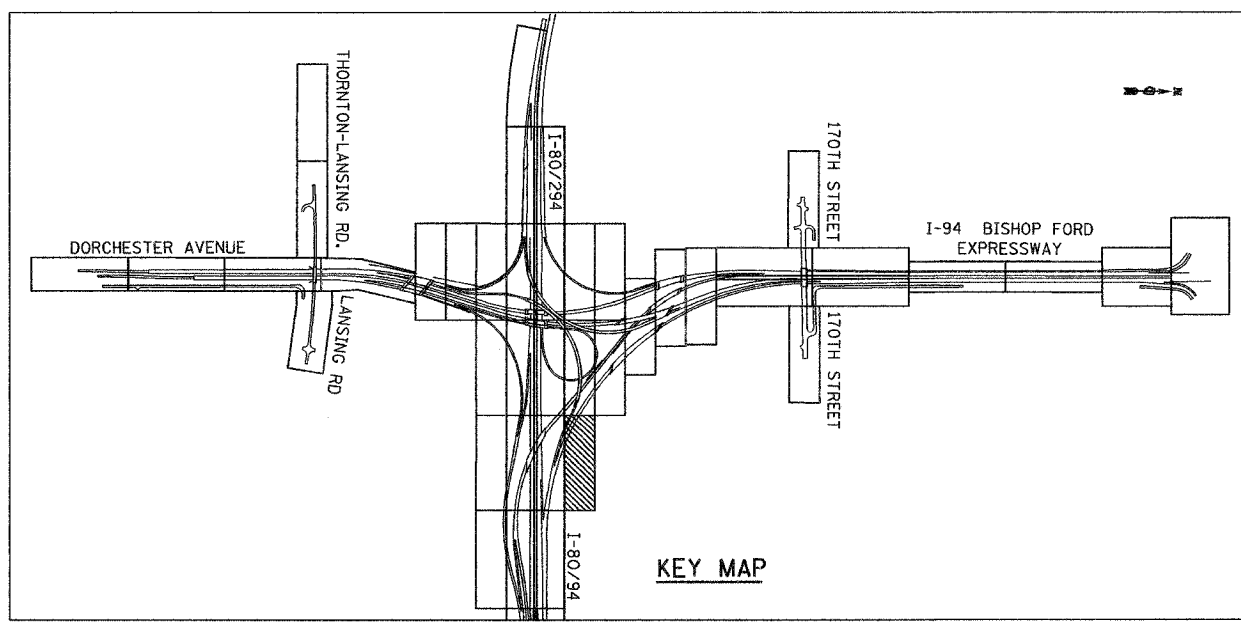 THORNTON-LANSING RD.
I-80/294
170TH STREET
N
DORCHESTER AVENUE
I-94 BISHOP FORD
EXPRESSWAY
LANSING RD
170TH STREET
I-80/94
KEY MAP